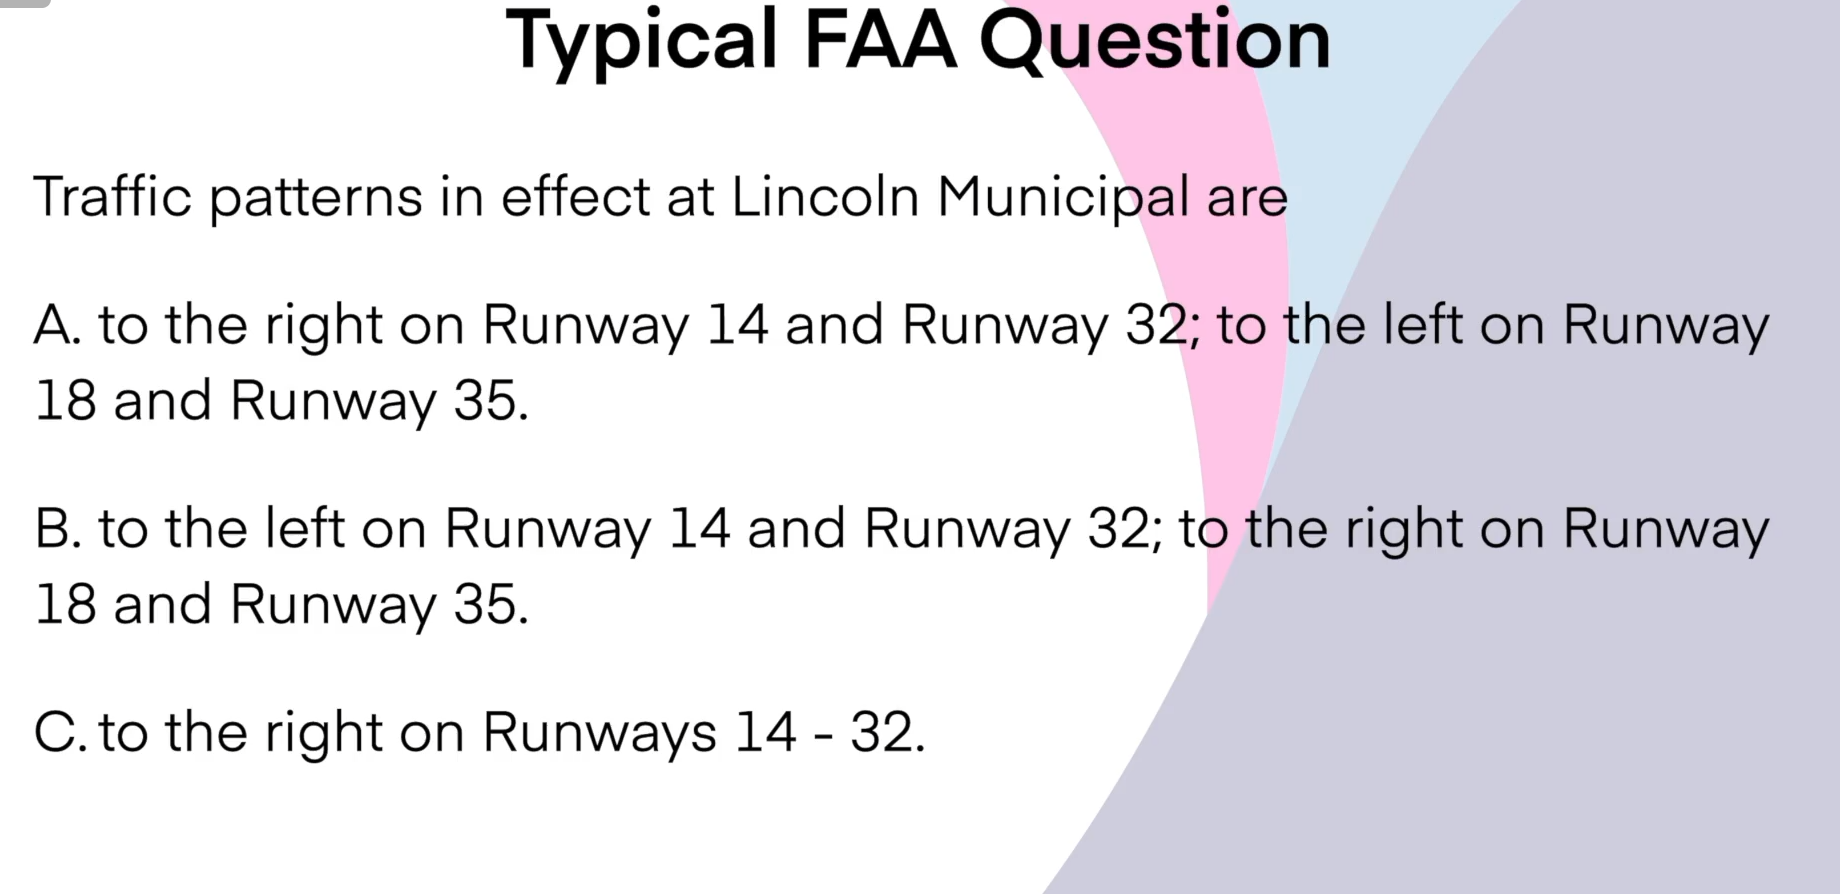 Typical FAA Question
Traffic patterns in effect at Lincoln Municipal are
A. to the right on Runway 14 and Runway 32; to the left on Runway
18 and Runway 35.
B. to the left on Runway 14 and Runway 32; to the right on Runway
18 and Runway 35.
C. to the right on Runways 14 - 32.